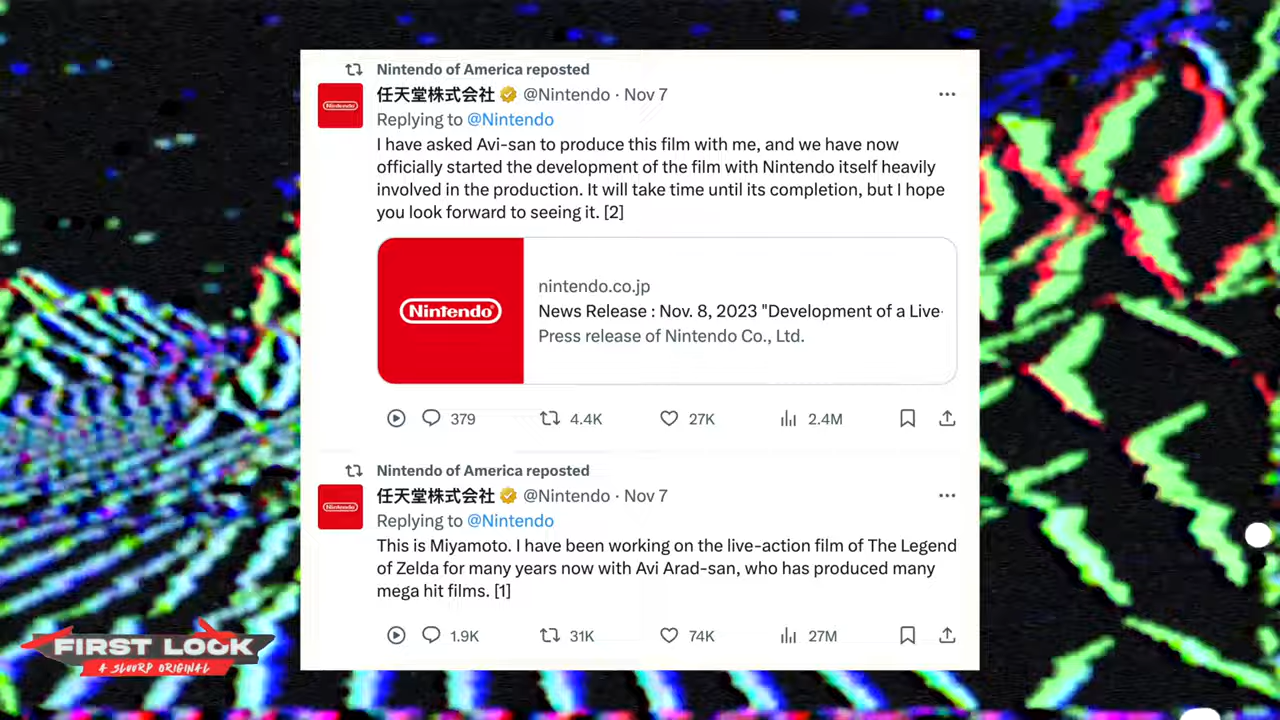 Nintendo of America reposted
任天堂株式会社 @Nintendo · Nov 7
Replying to @Nintendo
I have asked Avi-san to produce this film with me, and we have now
officially started the development of the film with Nintendo itself heavily
involved in the production. It will take time until its completion, but I hope
you look forward to seeing it. [2]
Nintendo
nintendo.co.jp
News Release : Nov. 8, 2023 "Development of a Live-
Press release of Nintendo Co., Ltd.
379 4.4K 27K 2.4M
Nintendo of America reposted
任天堂株式会社 @Nintendo · Nov 7
Replying to @Nintendo
This is Miyamoto. I have been working on the live-action film of The Legend
of Zelda for many years now with Avi Arad-san, who has produced many
mega hit films. [1]
1.9K 31K 74K 27M
FIRST LOOK
A SLOURP ORIGINAL